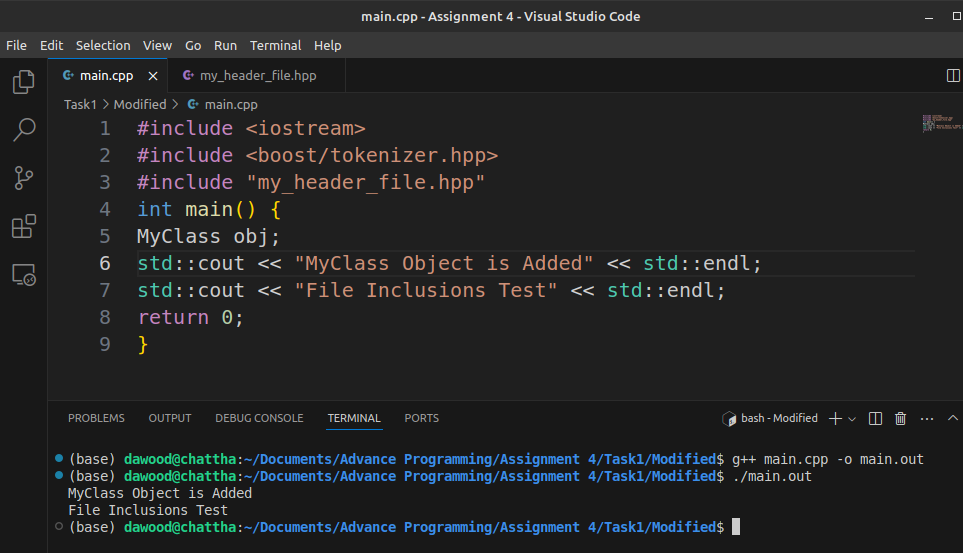 main.cpp - Assignment 4 - Visual Studio Code
File Edit Selection View Go Run Terminal Help
main.cpp my_header_file.hpp
Task1 > Modified > main.cpp
1 #include <iostream>
2 #include <boost/tokenizer.hpp>
3 #include "my_header_file.hpp"
4 int main() {
5 MyClass obj;
6 std::cout << "MyClass Object is Added" << std::endl;
7 std::cout << "File Inclusions Test" << std::endl;
8 return 0;
9 }
PROBLEMS OUTPUT DEBUG CONSOLE TERMINAL PORTS bash - Modified
(base) dawood@chattha:~/Documents/Advance Programming/Assignment 4/Task1/Modified$ g++ main.cpp -o main.out
(base) dawood@chattha:~/Documents/Advance Programming/Assignment 4/Task1/Modified$ ./main.out
MyClass Object is Added
File Inclusions Test
(base) dawood@chattha:~/Documents/Advance Programming/Assignment 4/Task1/Modified$